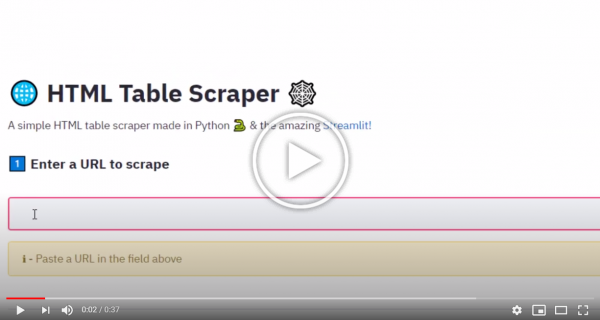 HTML Table Scraper
A simple HTML table scraper made in Python & the amazing Streamlit!
1 Enter a URL to scrape
i - Paste a URL in the field above
0:02 / 0:37